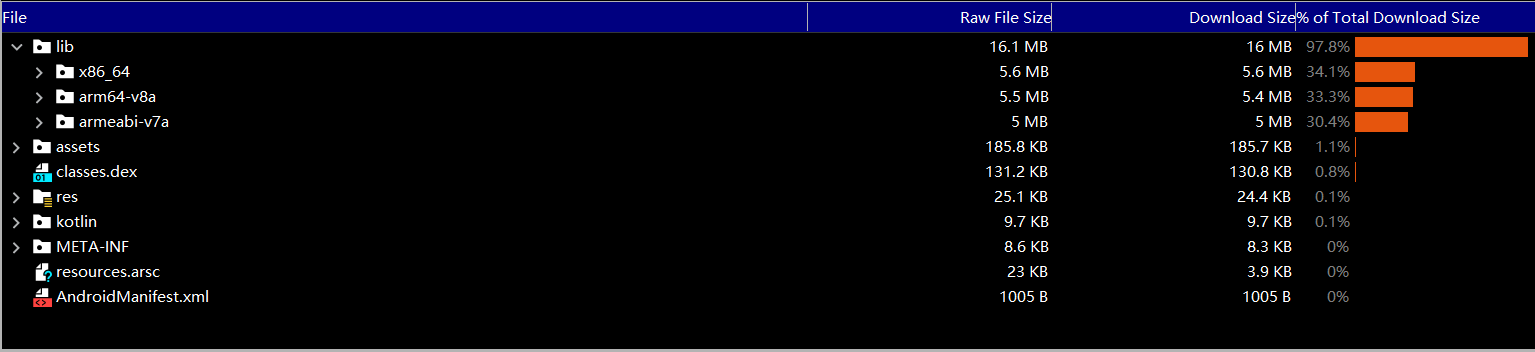 File Raw File Size Download Size % of Total Download Size
lib 16.1 MB 16 MB 97.8%
x86_64 5.6 MB 5.6 MB 34.1%
arm64-v8a 5.5 MB 5.4 MB 33.3%
armeabi-v7a 5 MB 5 MB 30.4%
assets 185.8 KB 185.7 KB 1.1%
classes.dex 131.2 KB 130.8 KB 0.8%
res 25.1 KB 24.4 KB 0.1%
kotlin 9.7 KB 9.7 KB 0.1%
META-INF 8.6 KB 8.3 KB 0%
resources.arsc 23 KB 3.9 KB 0%
AndroidManifest.xml 1005 B 1005 B 0%